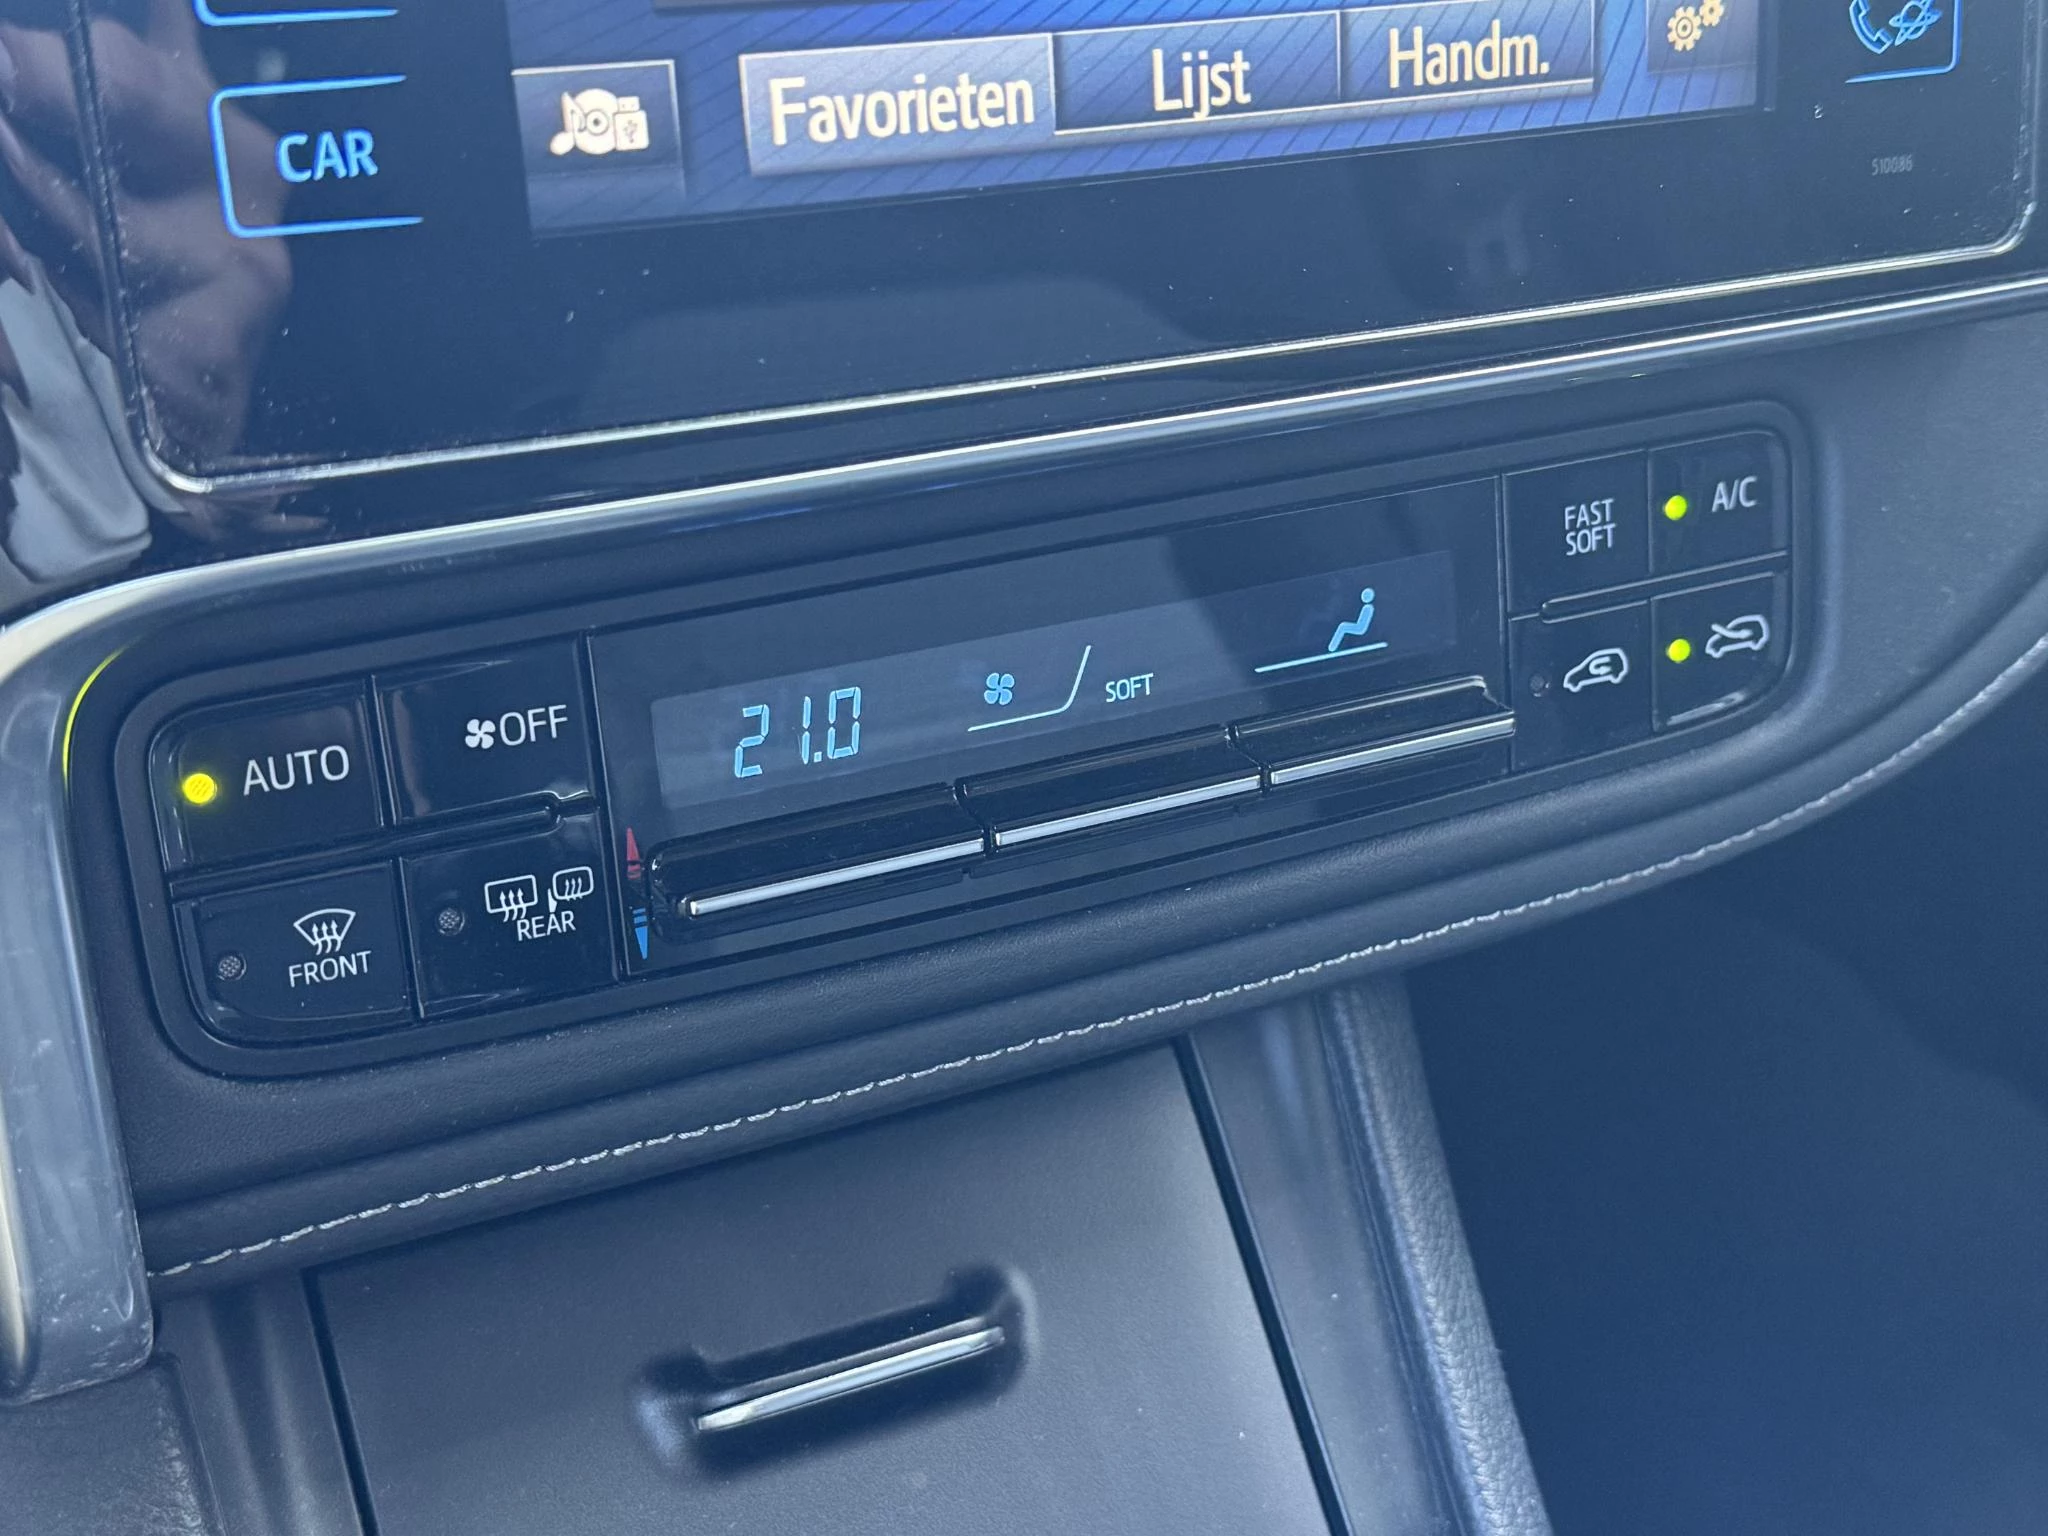 Favorieten
Lijst
Handm.
CAR
510086
FAST
SOFT
A/C
AUTO
OFF
21.0
SOFT
FRONT
REAR